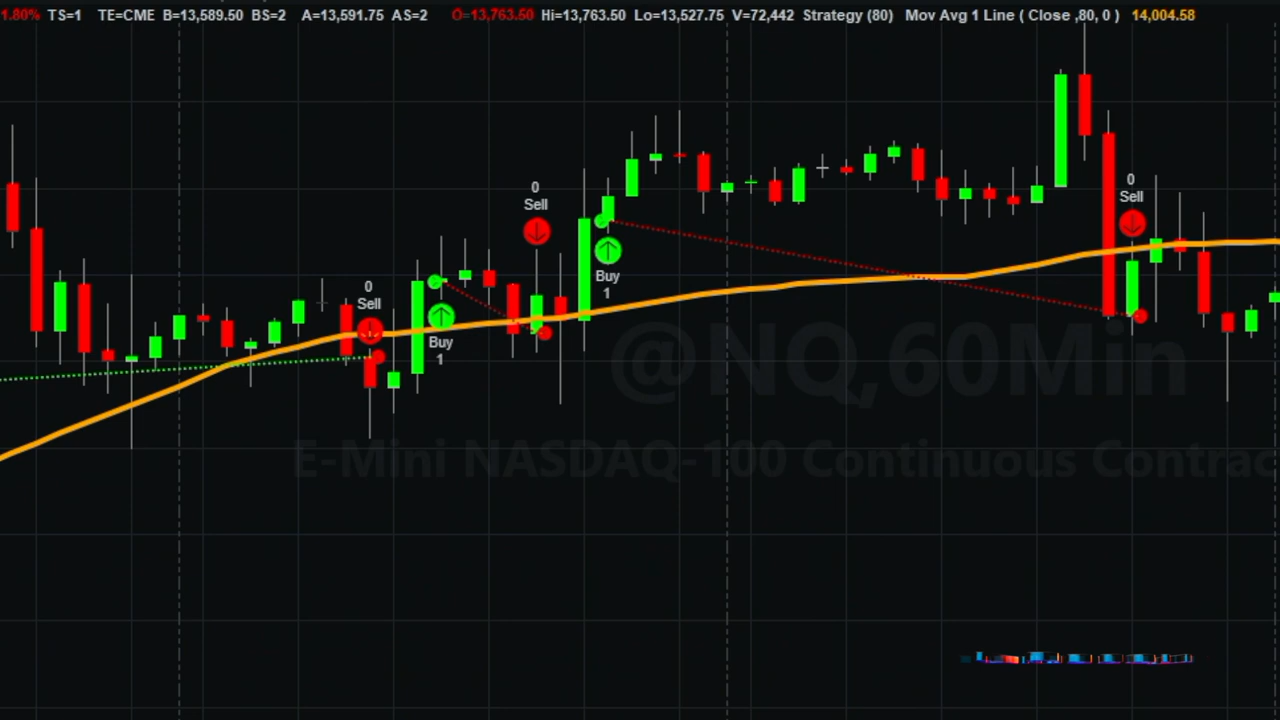 1.80% TS=1 TE=CME B=13,589.50 BS=2 A=13,591.75 AS=2 O=13,763.50 Hi=13,763.50 Lo=13,527.75 V=72,442 Strategy (80) Mov Avg 1 Line ( Close ,80, 0 ) 14,004.58
0
Sell
0
Sell
0
Sell
Buy
1
Buy
1
@NQ,60Min
E-Mini NASDAQ-100 Continuous Contrac